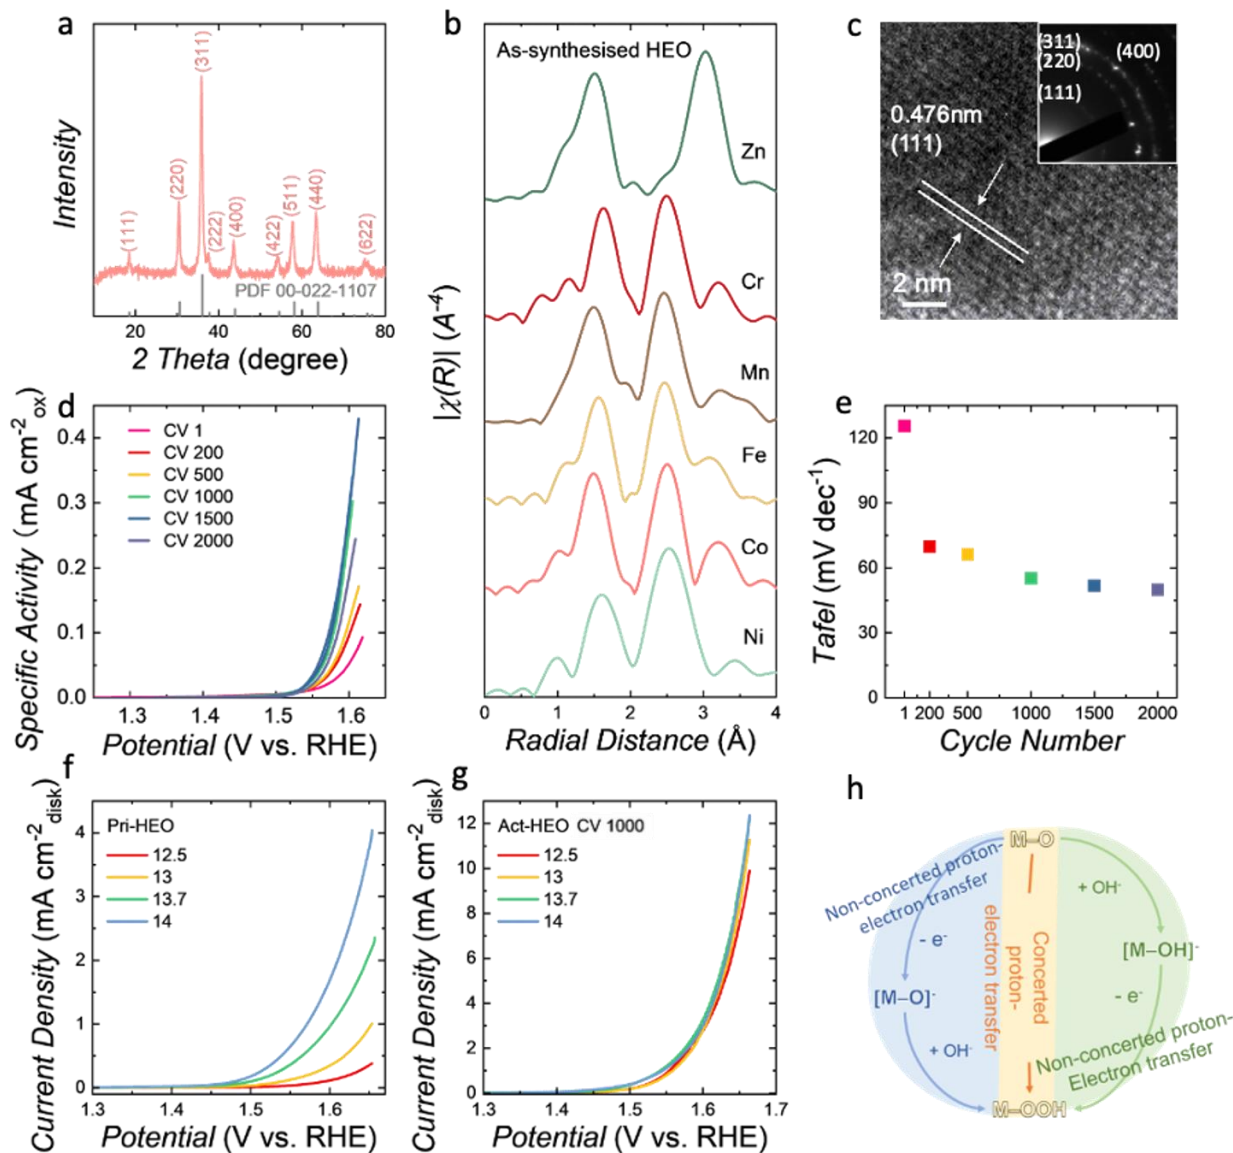 a
Intensity
(111)
(220)
(311)
(222)
(400)
(422)
(511)
(440)
(622)
PDF 00-022-1107
20
40
60
80
2 Theta (degree)
b
As-synthesised HEO
Zn
Cr
Mn
Fe
Co
Ni
|χ(R)| (A⁻⁴)
0
1
2
3
4
Radial Distance (Å)
c
(311)
(220)
(111)
(400)
0.476nm
(111)
2 nm
d
Specific Activity (mA cm⁻²ox)
0.4
0.3
0.2
0.1
0.0
CV 1
CV 200
CV 500
CV 1000
CV 1500
CV 2000
1.3
1.4
1.5
1.6
Potential (V vs. RHE)
e
Tafel (mV dec⁻¹)
120
90
60
30
0
1 200
500
1000
1500
2000
Cycle Number
f
Current Density (mA cm⁻²disk)
4
3
2
1
0
Pri-HEO
12.5
13
13.7
14
1.3
1.4
1.5
1.6
Potential (V vs. RHE)
g
Current Density (mA cm⁻²disk)
12
10
8
6
4
2
0
Act-HEO CV 1000
12.5
13
13.7
14
1.3
1.4
1.5
1.6
1.7
Potential (V vs. RHE)
h
M–O
Non-concerted proton-
electron transfer
- e⁻
[M–O]⁻
+ OH⁻
Concerted
proton-
electron transfer
+ OH⁻
[M–OH]⁻
- e⁻
Non-concerted proton-
Electron transfer
M–OOH